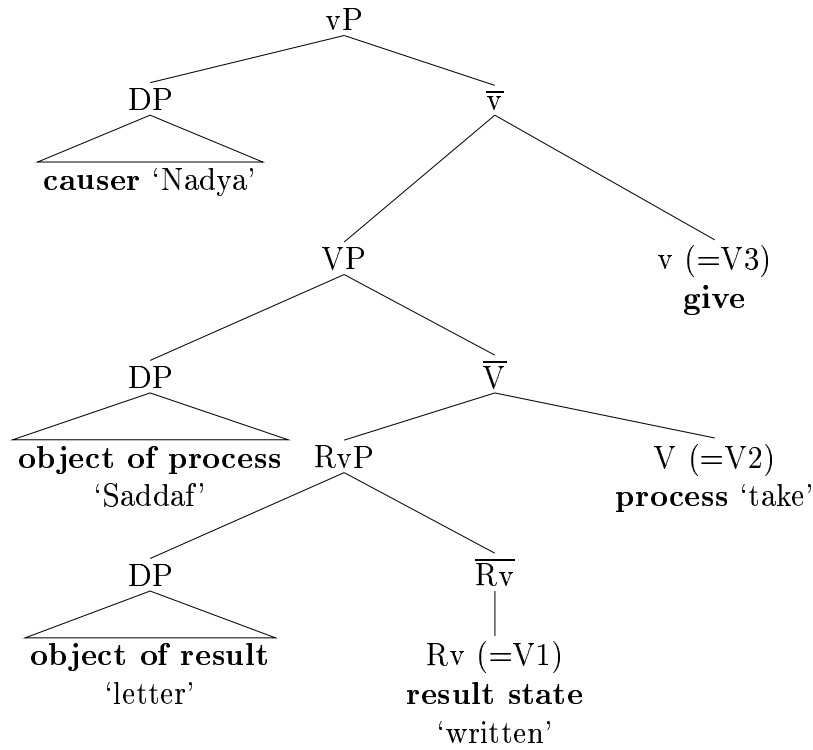 vP
DP v̅
causer ‘Nadya’
VP v (=V3)
give
DP V̅
object of process RvP V (=V2)
‘Saddaf’ process ‘take’
DP R̅v̅
object of result Rv (=V1)
‘letter’ result state
‘written’